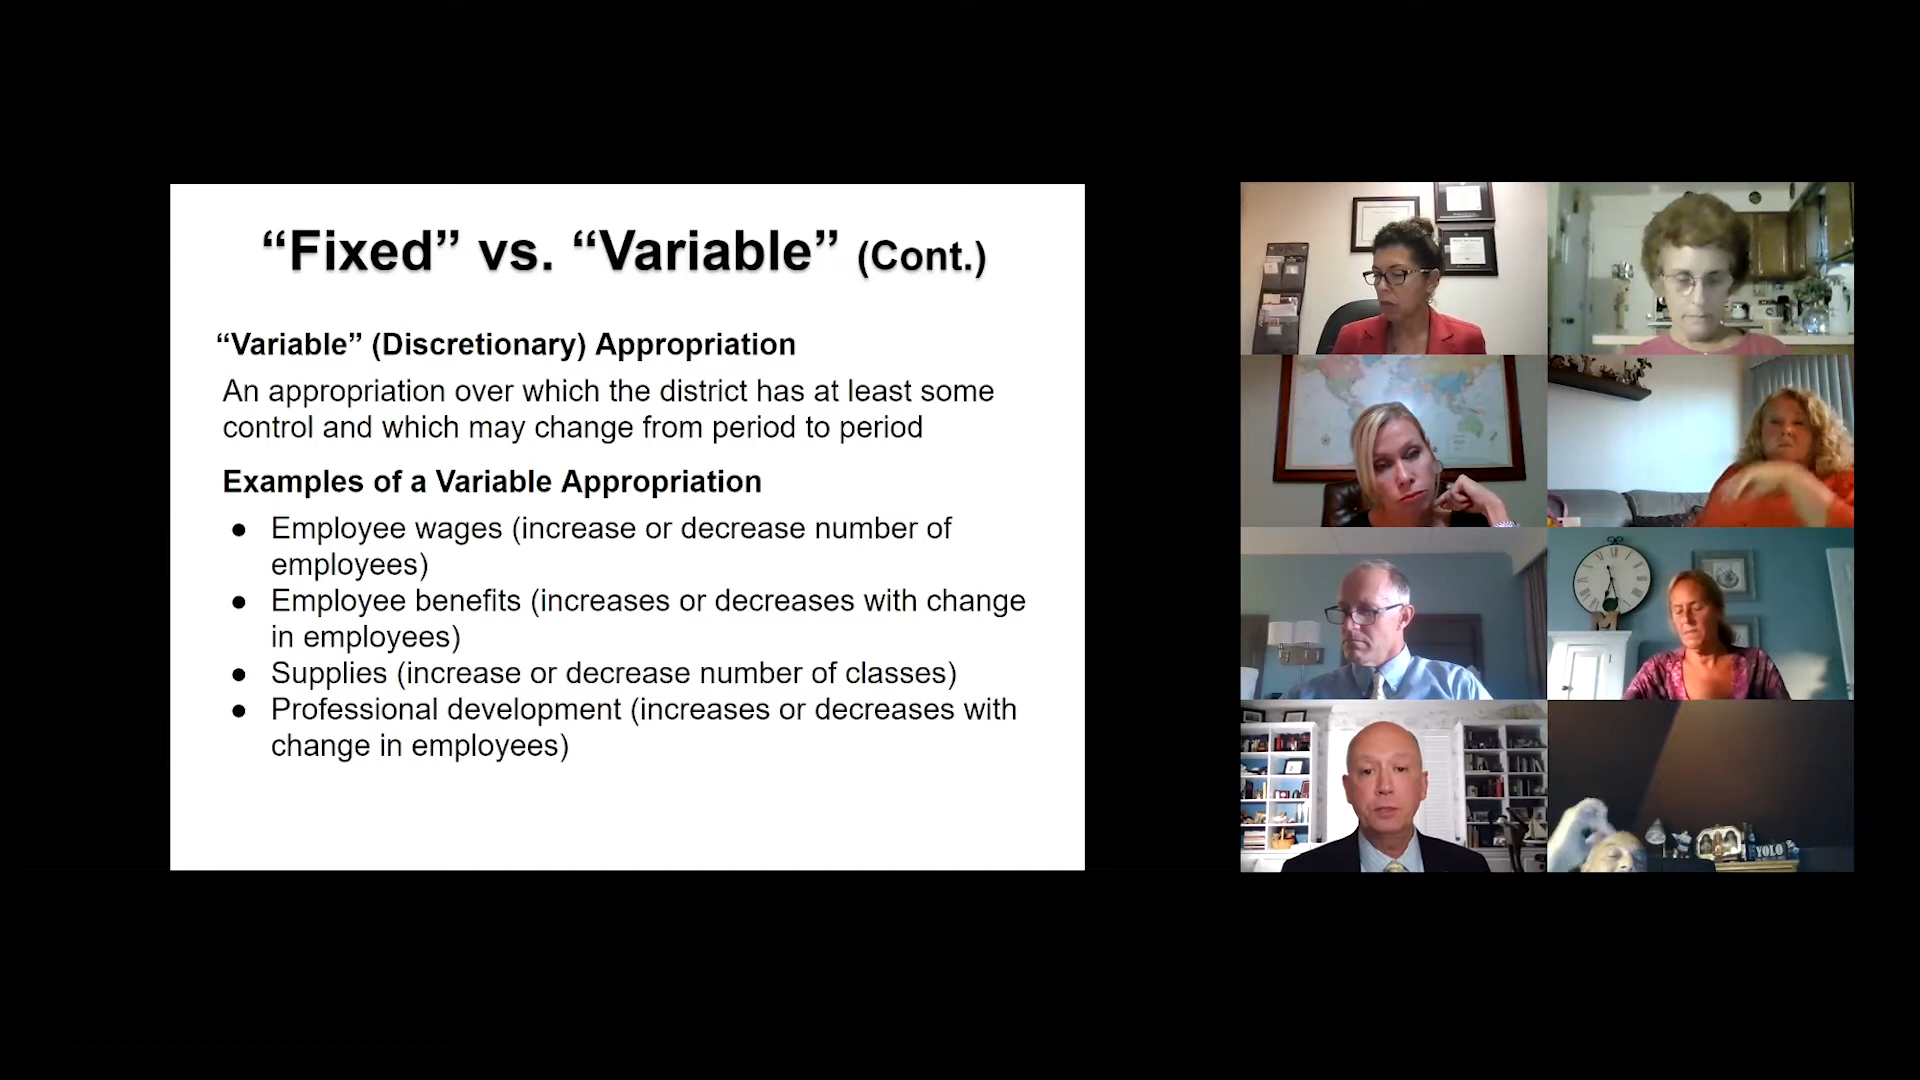 “Fixed” vs. “Variable” (Cont.)
“Variable” (Discretionary) Appropriation
An appropriation over which the district has at least some
control and which may change from period to period
Examples of a Variable Appropriation
● Employee wages (increase or decrease number of
employees)
● Employee benefits (increases or decreases with change
in employees)
● Supplies (increase or decrease number of classes)
● Professional development (increases or decreases with
change in employees)
M
YOLO